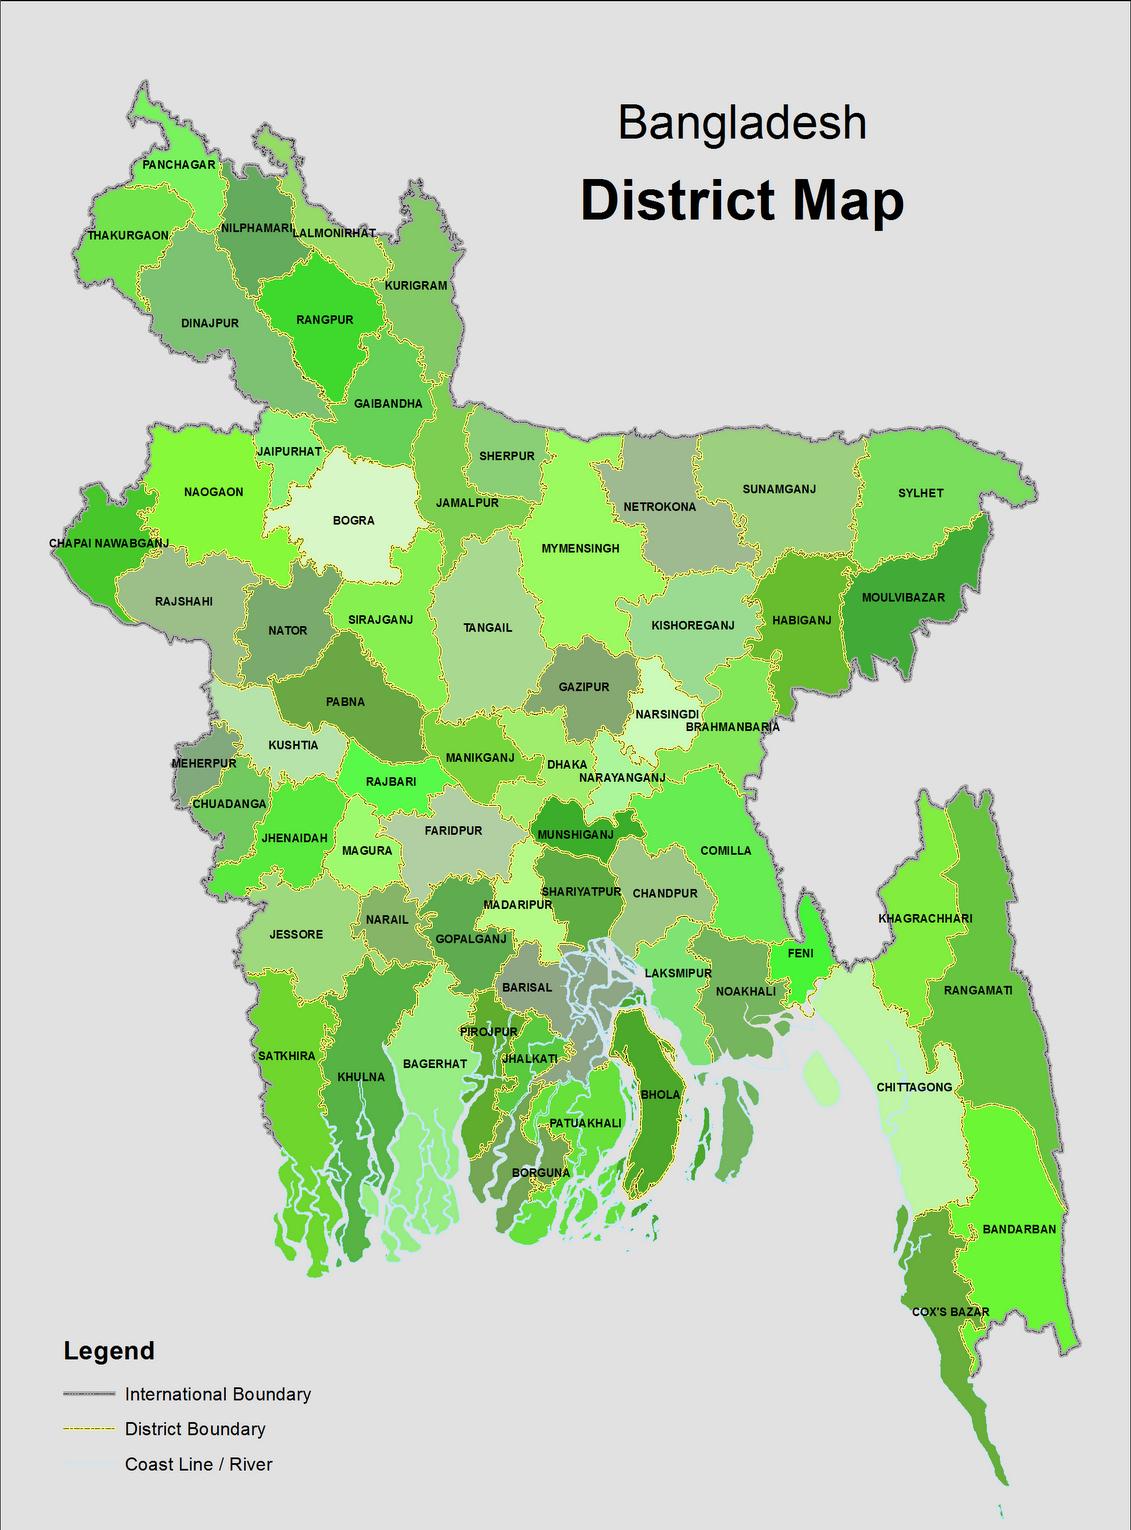 Bangladesh
District Map
PANCHAGAR
THAKURGAON
NILPHAMARI
LALMONIRHAT
KURIGRAM
DINAJPUR
RANGPUR
GAIBANDHA
JAIPURHAT
SHERPUR
NAOGAON
BOGRA
JAMALPUR
NETROKONA
SUNAMGANJ
SYLHET
CHAPAI NAWABGANJ
MYMENSINGH
RAJSHAHI
NATOR
SIRAJGANJ
TANGAIL
KISHOREGANJ
HABIGANJ
MOULVIBAZAR
PABNA
GAZIPUR
NARSINGDI
BRAHMANBARIA
KUSHTIA
MEHERPUR
MANIKGANJ
DHAKA
NARAYANGANJ
RAJBARI
CHUADANGA
JHENAIDAH
MAGURA
FARIDPUR
MUNSHIGANJ
COMILLA
SHARIYATPUR
CHANDPUR
MADARIPUR
NARAIL
KHAGRACHHARI
JESSORE
GOPALGANJ
FENI
BARISAL
LAKSMIPUR
NOAKHALI
RANGAMATI
PIROJPUR
SATKHIRA
KHULNA
BAGERHAT
JHALKATI
BHOLA
CHITTAGONG
PATUAKHALI
BORGUNA
BANDARBAN
COX'S BAZAR
Legend
International Boundary
District Boundary
Coast Line / River